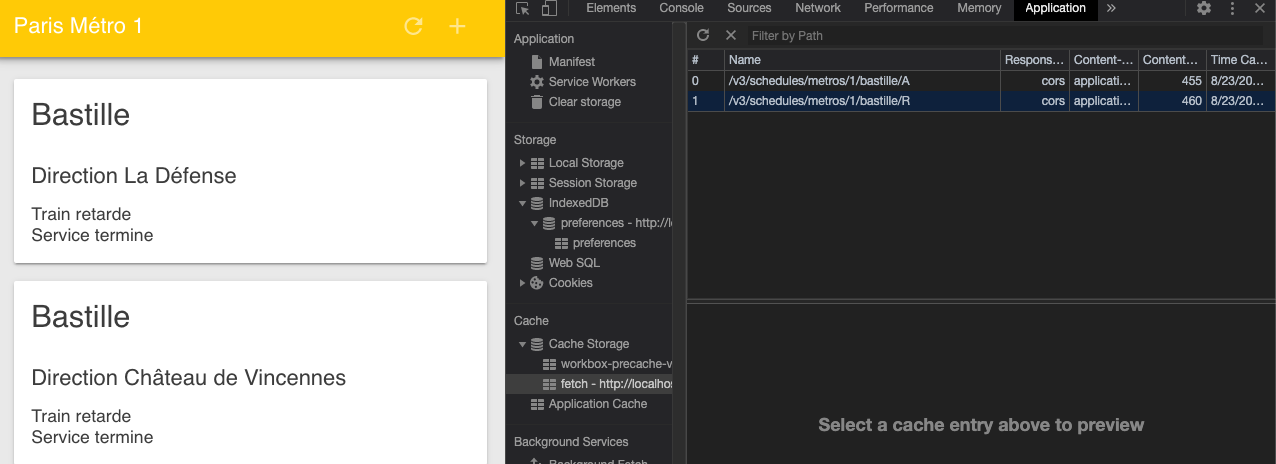 Paris Métro 1
Bastille
Direction La Défense
Train retarde
Service termine
Bastille
Direction Château de Vincennes
Train retarde
Service termine
Elements Console Sources Network Performance Memory Application »
Application
Manifest
Service Workers
Clear storage
Storage
Local Storage
Session Storage
IndexedDB
preferences - http://l
preferences
Web SQL
Cookies
Cache
Cache Storage
workbox-precache-v
fetch - http://localhos
Application Cache
Background Services
Background Fetch
Filter by Path
# Name Respons... Content-... Content... Time Ca...
0 /v3/schedules/metros/1/bastille/A cors applicati... 455 8/23/20...
1 /v3/schedules/metros/1/bastille/R cors applicati... 460 8/23/20...
Select a cache entry above to preview